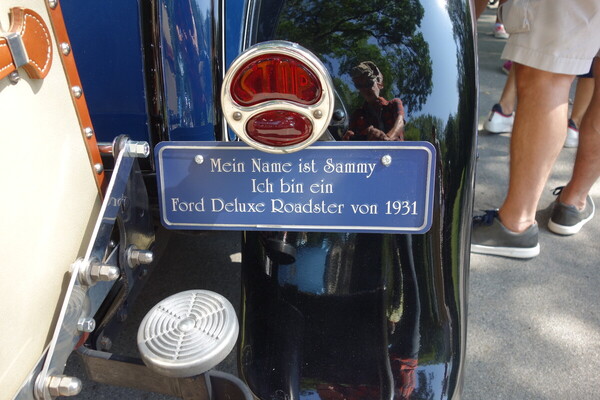 Mein Name ist Sammy
Ich bin ein
Ford Deluxe Roadster von 1931